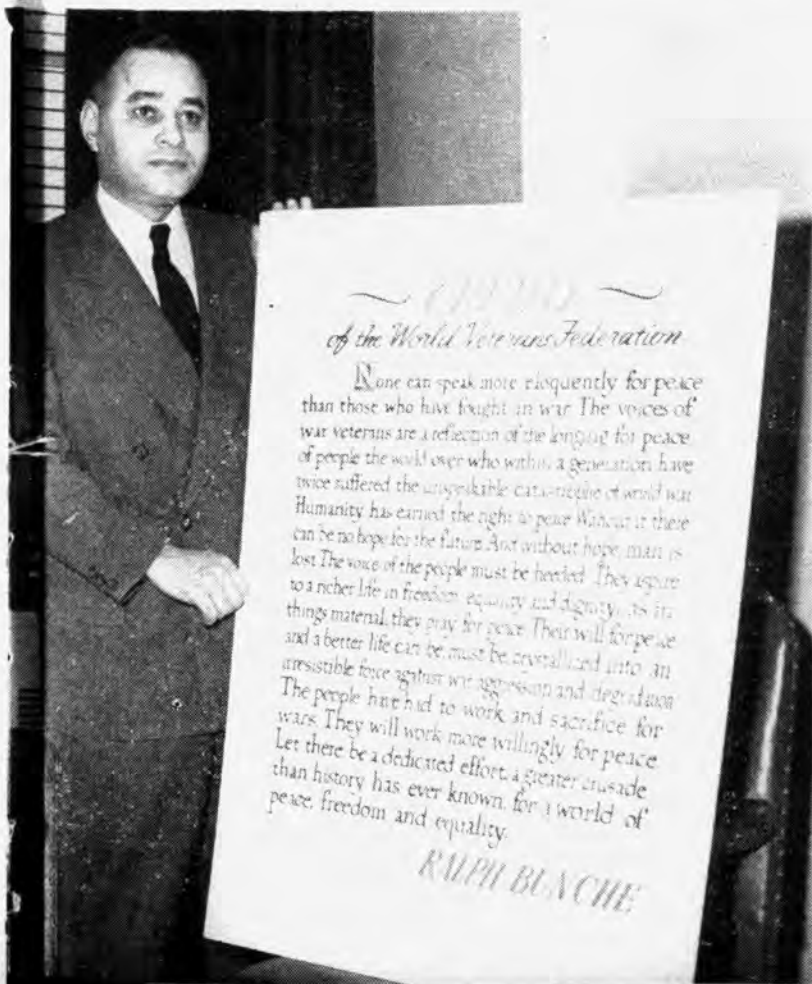 of the World Veterans Federation
None can speak more eloquently for peace
than those who have fought in war. The voices of
war veterans are a reflection of the longing for peace
of people the world over who within a generation have
twice suffered the unspeakable catastrophe of world war.
Humanity has earned the right to peace. Without it there
can be no hope for the future. And without hope, man is
lost. The voice of the people must be heeded. They aspire
to a richer life in freedom, equality and dignity, as in
things material; they pray for peace. Their will for peace
and a better life can be, must be, crystallized into an
irresistible force against war, aggression and degradation.
The people have had to work and sacrifice for
wars. They will work more willingly for peace.
Let there be a dedicated effort, a greater crusade
than history has ever known, for a world of
peace, freedom and equality.
RALPH BUNCHE